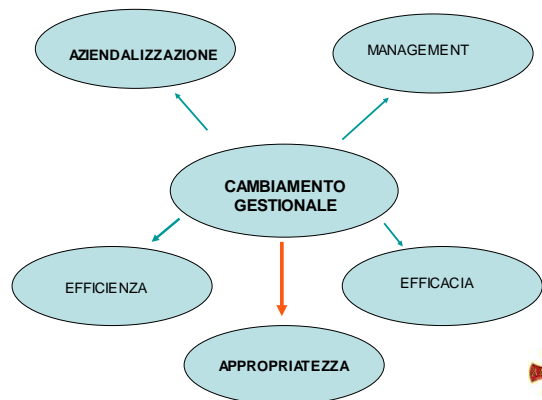 AZIENDALIZZAZIONE
MANAGEMENT
CAMBIAMENTO
GESTIONALE
EFFICIENZA
EFFICACIA
APPROPRIATEZZA